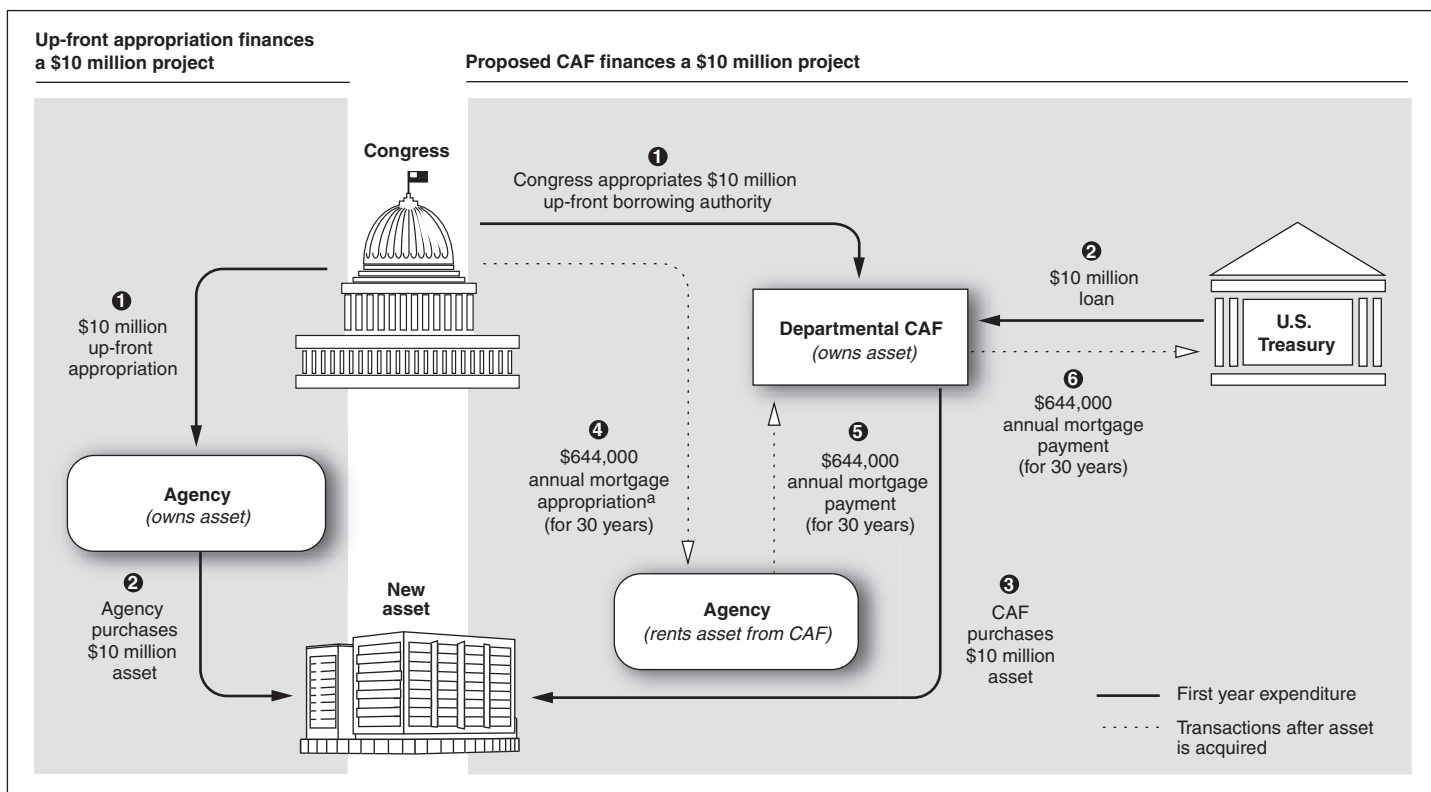 Up-front appropriation finances
a $10 million project
Proposed CAF finances a $10 million project
Congress
❶
$10 million
up-front
appropriation
Agency
(owns asset)
❷
Agency
purchases
$10 million
asset
New
asset
❶
Congress appropriates $10 million
up-front borrowing authority
Departmental CAF
(owns asset)
❷
$10 million
loan
U.S.
Treasury
❸
CAF
purchases
$10 million
asset
❹
$644,000
annual mortgage
appropriationᵃ
(for 30 years)
Agency
(rents asset from CAF)
❺
$644,000
annual mortgage
payment
(for 30 years)
❻
$644,000
annual mortgage
payment
(for 30 years)
First year expenditure
Transactions after asset
is acquired